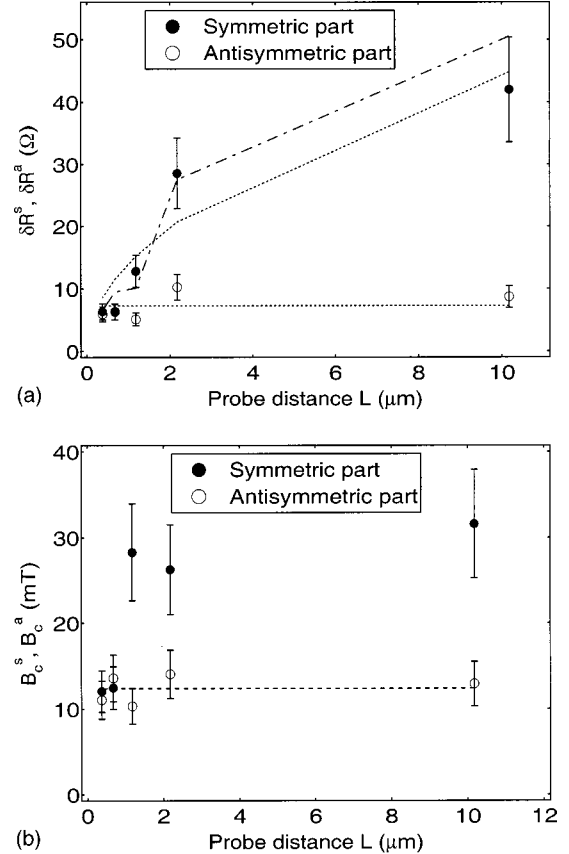 50
40
30
20
10
0
δRˢ, δRᵃ (Ω)
● Symmetric part
○ Antisymmetric part
0 2 4 6 8 10
Probe distance L (μm)
(a)
40
30
20
10
0
B_c^s, B_c^a (mT)
● Symmetric part
○ Antisymmetric part
0 2 4 6 8 10 12
Probe distance L (μm)
(b)